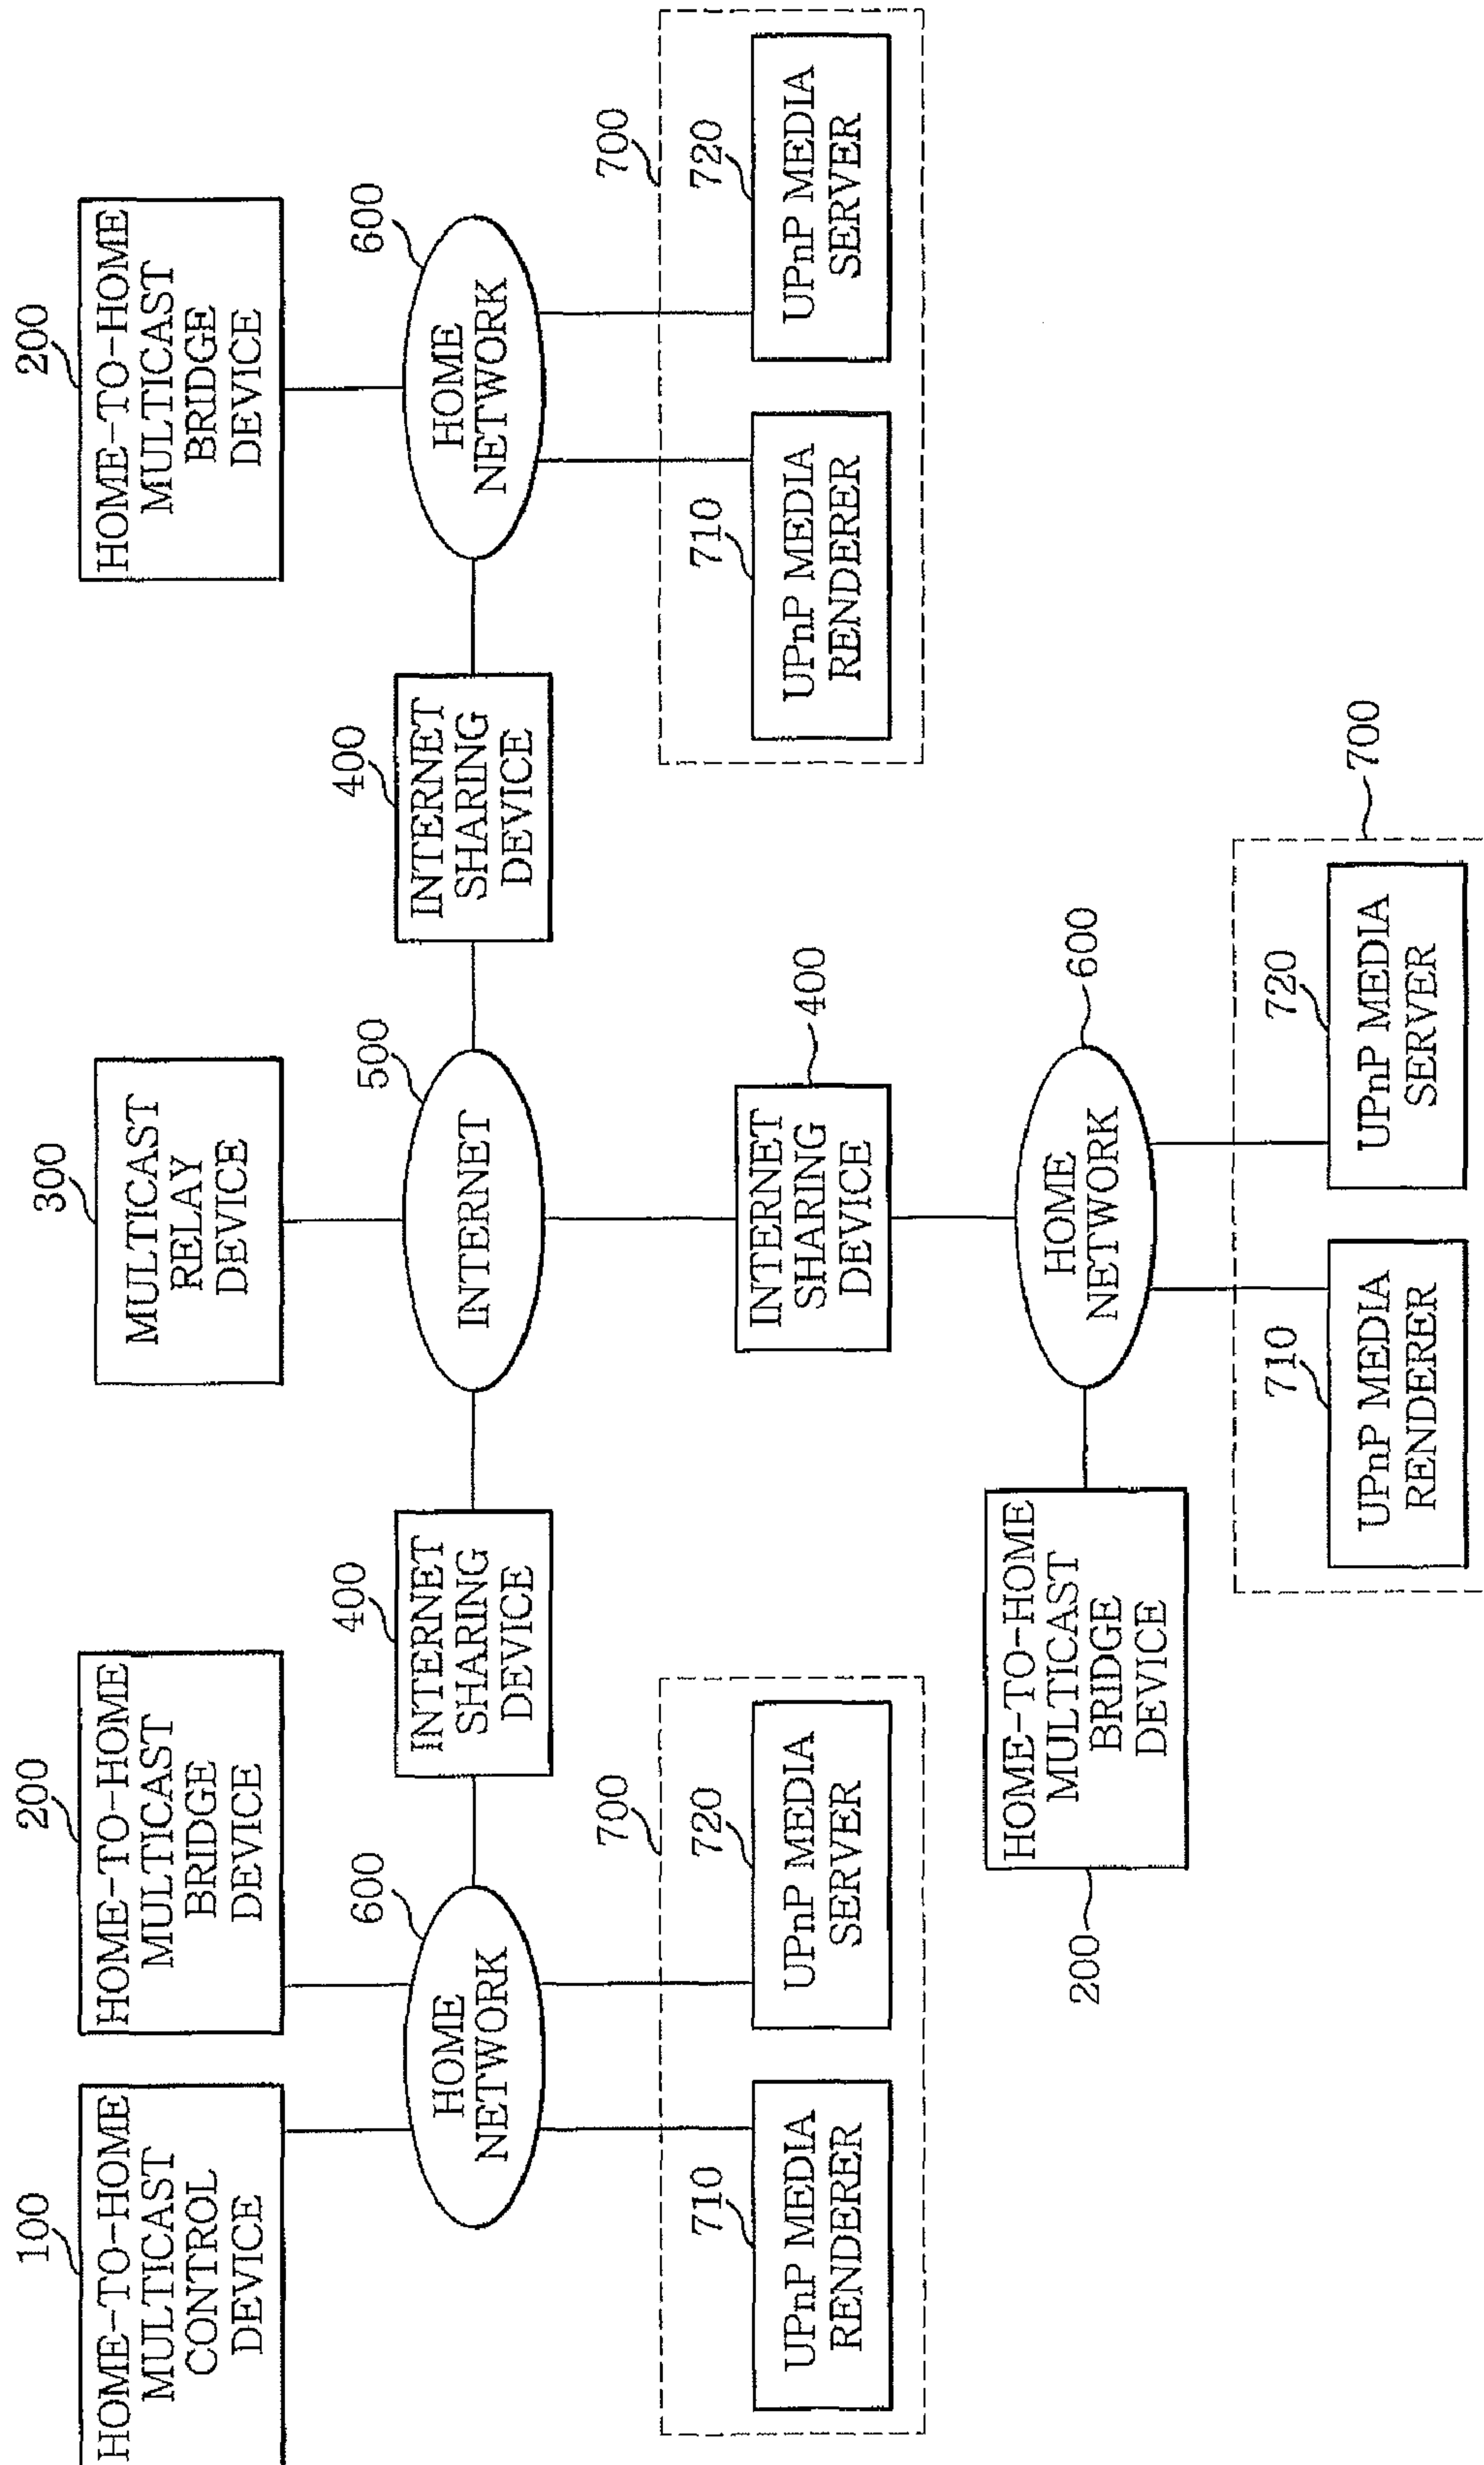 100
HOME-TO-HOME
MULTICAST
CONTROL
DEVICE
200
HOME-TO-HOME
MULTICAST
BRIDGE
DEVICE
300
MULTICAST
RELAY
DEVICE
200
HOME-TO-HOME
MULTICAST
BRIDGE
DEVICE
600
HOME
NETWORK
400
INTERNET
SHARING
DEVICE
500
INTERNET
400
INTERNET
SHARING
DEVICE
600
HOME
NETWORK
700
710
UPnP MEDIA
RENDERER
720
UPnP MEDIA
SERVER
400
INTERNET
SHARING
DEVICE
700
710
UPnP MEDIA
RENDERER
720
UPnP MEDIA
SERVER
200
HOME-TO-HOME
MULTICAST
BRIDGE
DEVICE
600
HOME
NETWORK
700
710
UPnP MEDIA
RENDERER
720
UPnP MEDIA
SERVER